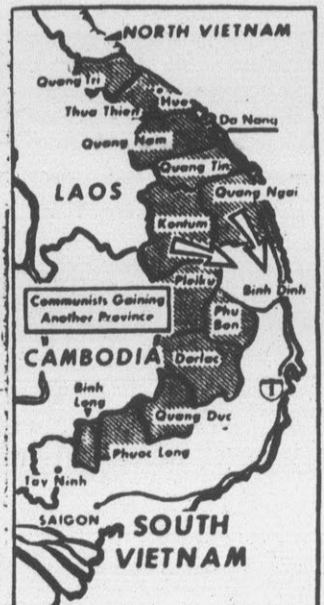 NORTH VIETNAM
Quang Tri
Hue
Thua Thien
Da Nang
Quang Nam
Quang Tin
LAOS
Quang Ngai
Kontum
Pleiku
Binh Dinh
Communists Gaining
Another Province
Phu
Bon
CAMBODIA
Darlac
Binh
Long
1
Quang Duc
Phuoc Long
Tay Ninh
SAIGON
SOUTH
VIETNAM